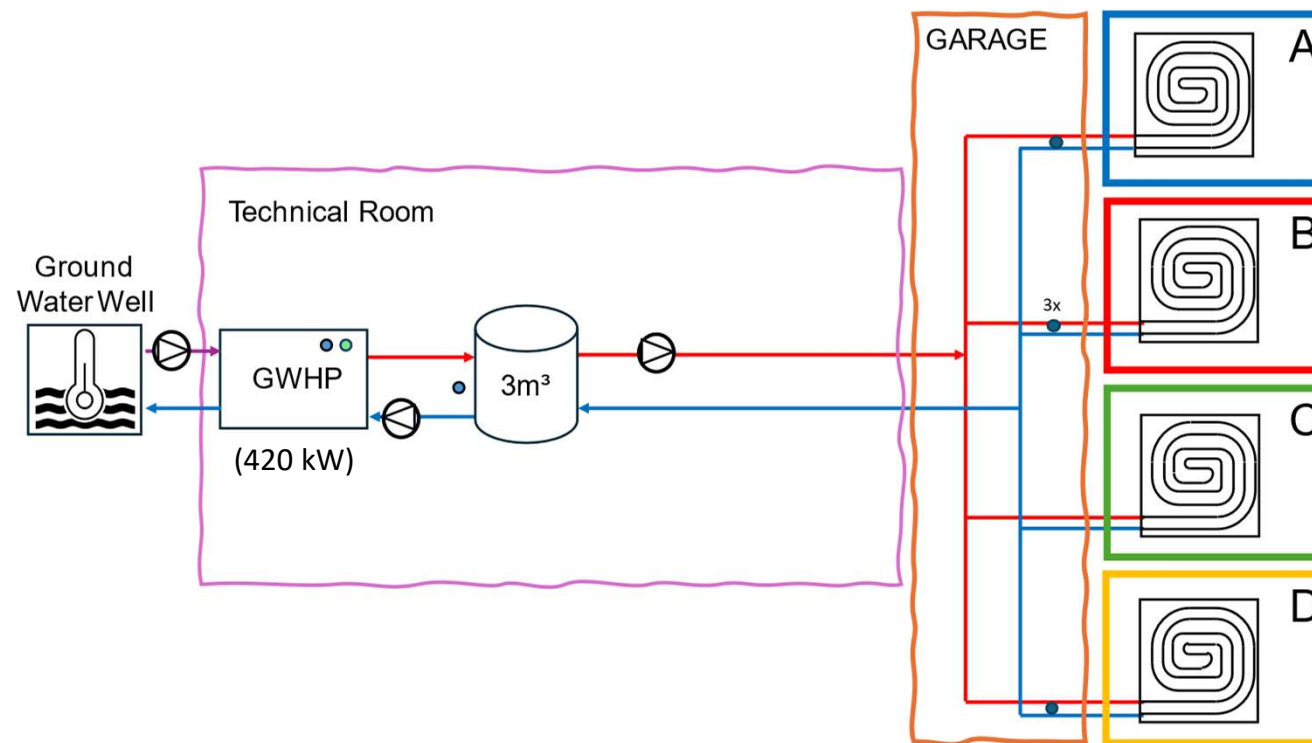 GARAGE
A
Technical Room
B
Ground
Water Well
3x
GWHP
3m³
(420 kW)
C
D